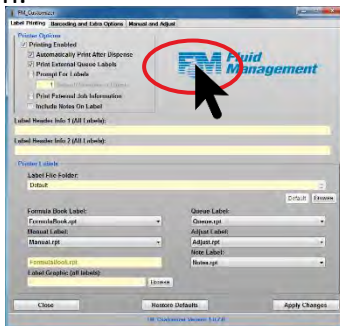 FM_Customizer
Label Printing Barcoding and Extra Options Manual and Adjust
Printer Options
Printing Enabled
Automatically Print After Dispense
Print External Queue Labels
Prompt For Labels
1
Print External Job Information
Include Notes On Label
FM Fluid
Management
Label Header Info 1 (All Labels):
Label Header Info 2 (All Labels):
Printer Labels
Label File Folder:
Default
Default Browse
Formula Book Label:
FormulaBook.rpt
Queue Label:
Queue.rpt
Manual Label:
Manual.rpt
Adjust Label:
Adjust.rpt
Note Label:
Notes.rpt
FormulaBook.rpt
Label Graphic (all labels):
Browse
Close Restore Defaults Apply Changes